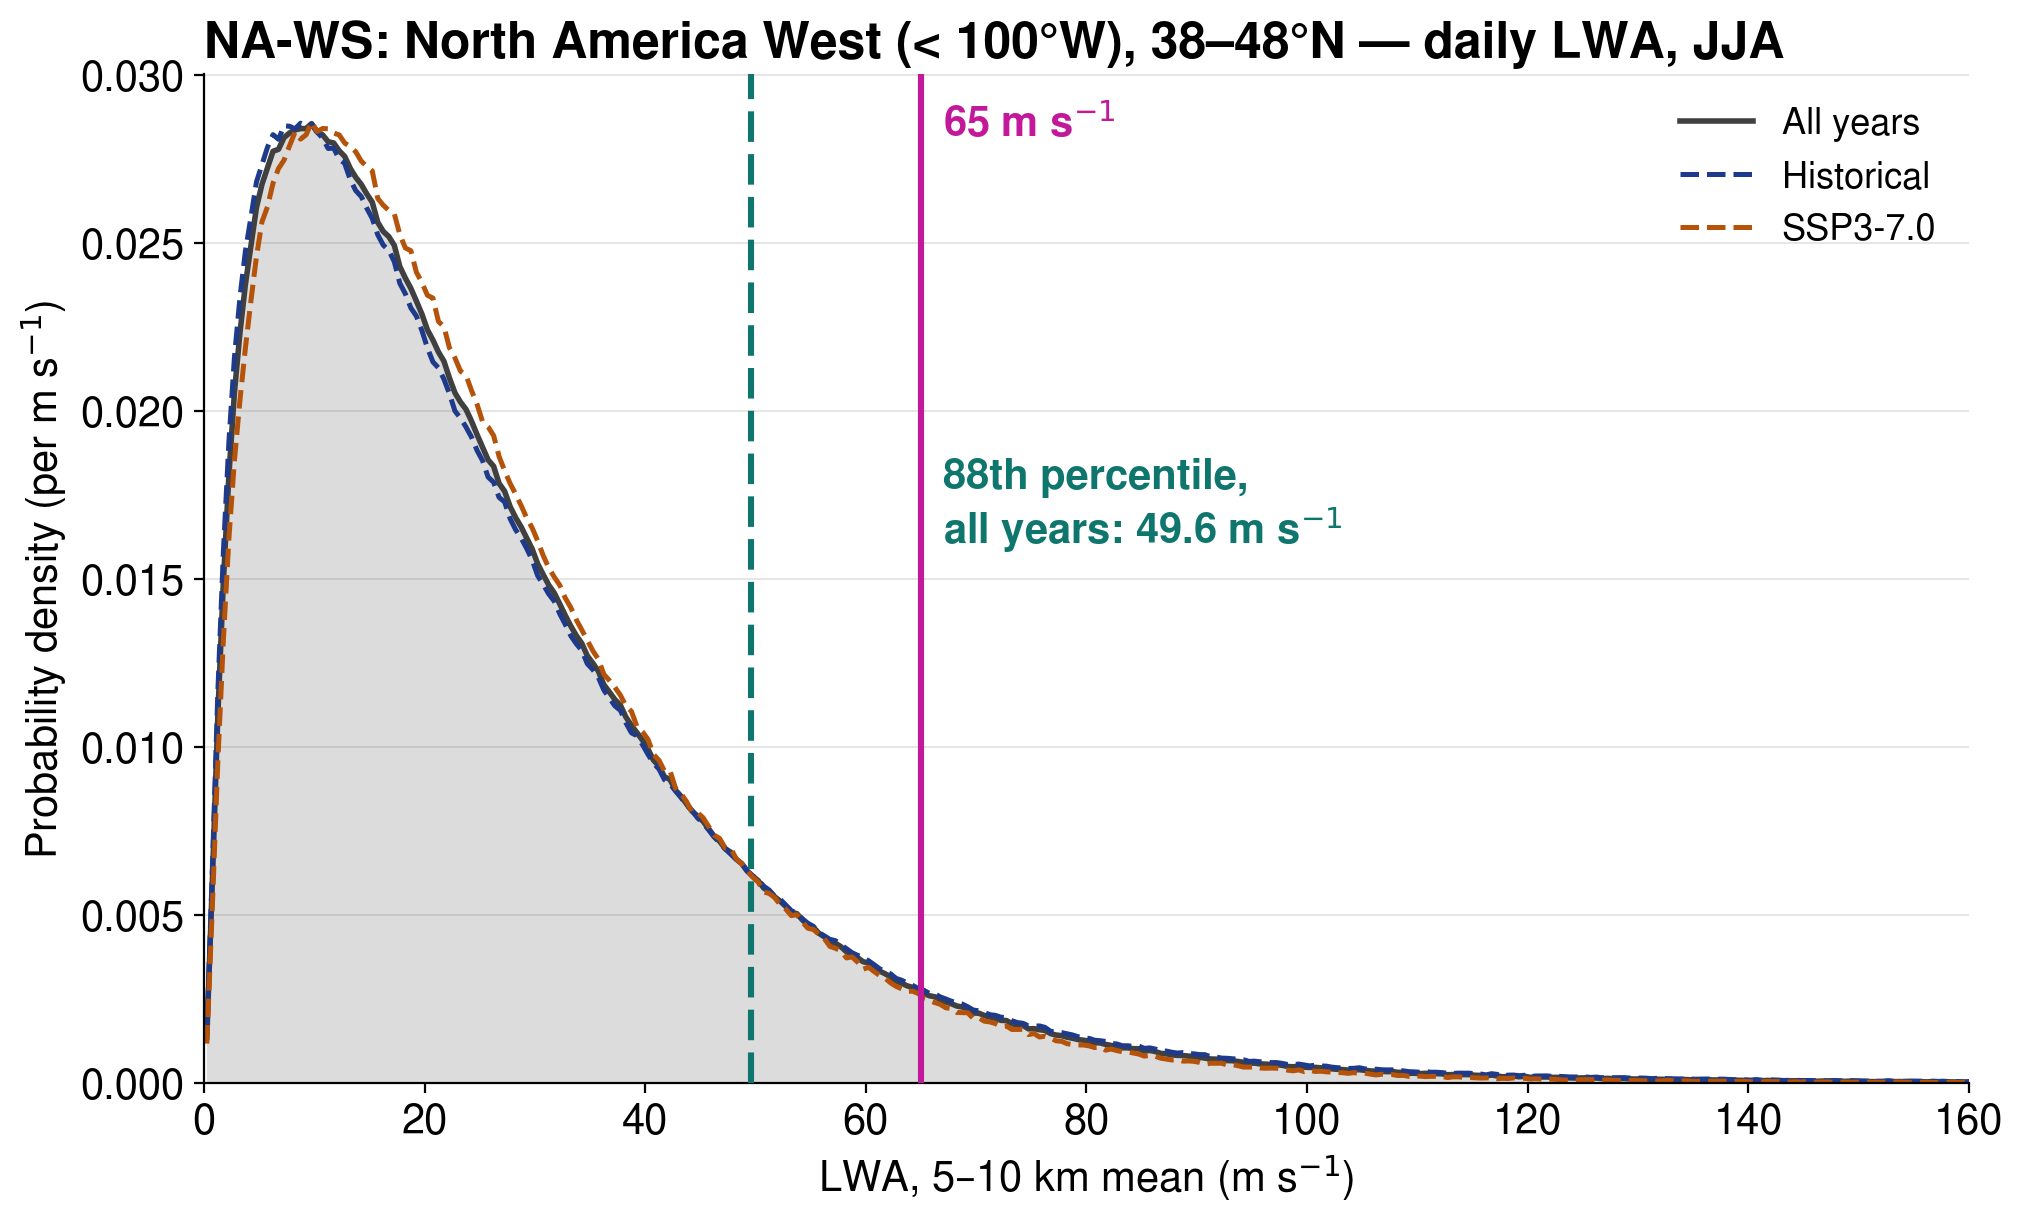 NA-WS: North America West (< 100°W), 38–48°N — daily LWA, JJA
0.030
0.025
0.020
0.015
0.010
0.005
0.000
Probability density (per m s⁻¹)
65 m s⁻¹
88th percentile,
all years: 49.6 m s⁻¹
All years
Historical
SSP3-7.0
0 20 40 60 80 100 120 140 160
LWA, 5–10 km mean (m s⁻¹)